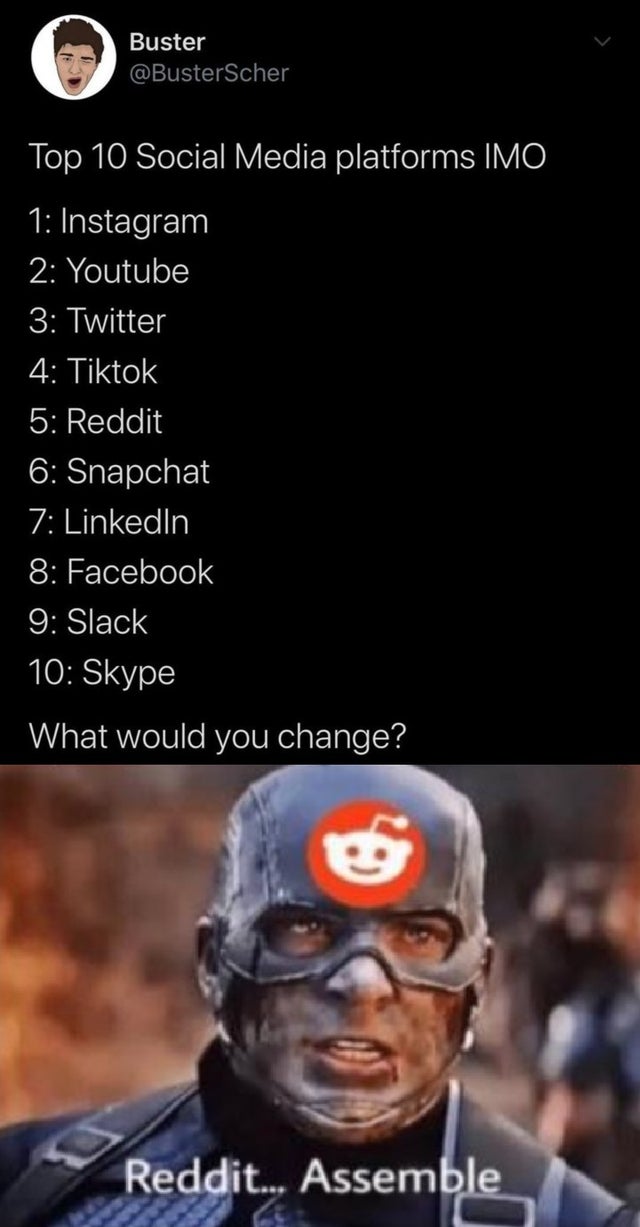 Buster
@BusterScher
Top 10 Social Media platforms IMO
1: Instagram
2: Youtube
3: Twitter
4: Tiktok
5: Reddit
6: Snapchat
7: LinkedIn
8: Facebook
9: Slack
10: Skype
What would you change?
Reddit... Assemble